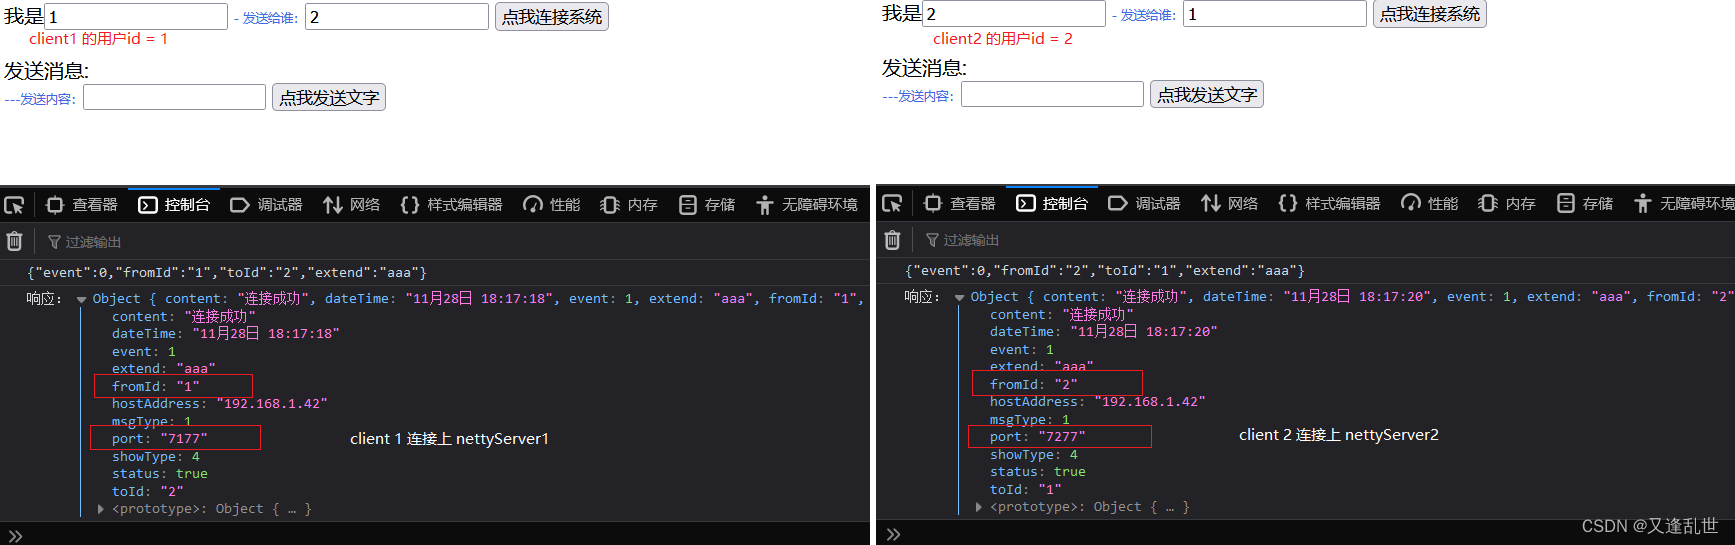 我是1 - 发送给谁: 2 点我连接系统
client1 的用户id = 1
发送消息:
---发送内容: 点我发送文字
查看器 控制台 调试器 网络 样式编辑器 性能 内存 存储 无障碍环境
过滤输出
{"event":0,"fromId":"1","toId":"2","extend":"aaa"}
响应: Object { content: "连接成功", dateTime: "11月28日 18:17:18", event: 1, extend: "aaa", fromId: "1",
content: "连接成功"
dateTime: "11月28日 18:17:18"
event: 1
extend: "aaa"
fromId: "1"
hostAddress: "192.168.1.42"
msgType: 1
port: "7177"
client 1 连接上 nettyServer1
showType: 4
status: true
toId: "2"
<prototype>: Object { … }
我是2 - 发送给谁: 1 点我连接系统
client2 的用户id = 2
发送消息:
---发送内容: 点我发送文字
查看器 控制台 调试器 网络 样式编辑器 性能 内存 存储 无障碍环境
过滤输出
{"event":0,"fromId":"2","toId":"1","extend":"aaa"}
响应: Object { content: "连接成功", dateTime: "11月28日 18:17:20", event: 1, extend: "aaa", fromId: "2"
content: "连接成功"
dateTime: "11月28日 18:17:20"
event: 1
extend: "aaa"
fromId: "2"
hostAddress: "192.168.1.42"
msgType: 1
port: "7277"
client 2 连接上 nettyServer2
showType: 4
status: true
toId: "1"
<prototype>: Object { … }
CSDN @又逢乱世